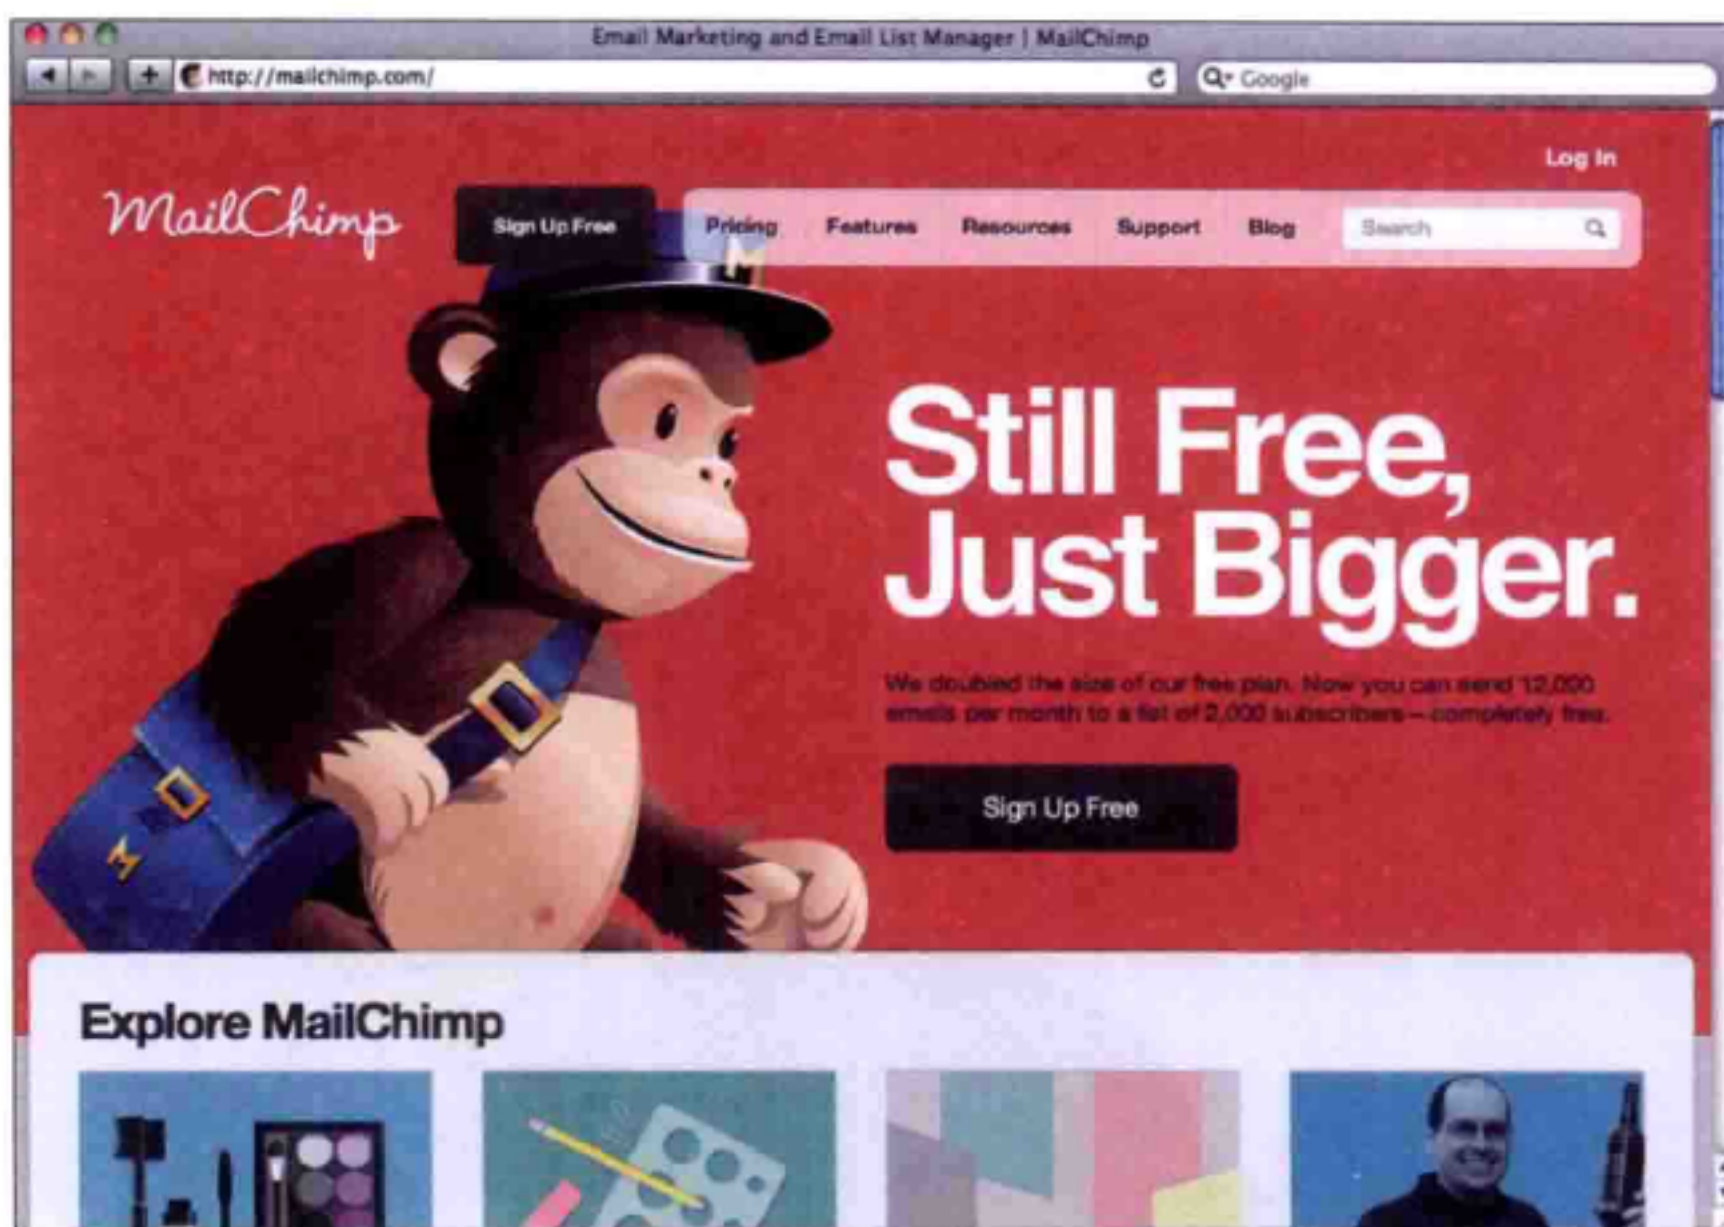 Email Marketing and Email List Manager | MailChimp
http://mailchimp.com/
Google
Log In
MailChimp
Sign Up Free
Pricing
Features
Resources
Support
Blog
Search
M
Still Free,
Just Bigger.
We doubled the size of our free plan. Now you can send 12,000
emails per month to a list of 2,000 subscribers—completely free.
Sign Up Free
M
Explore MailChimp